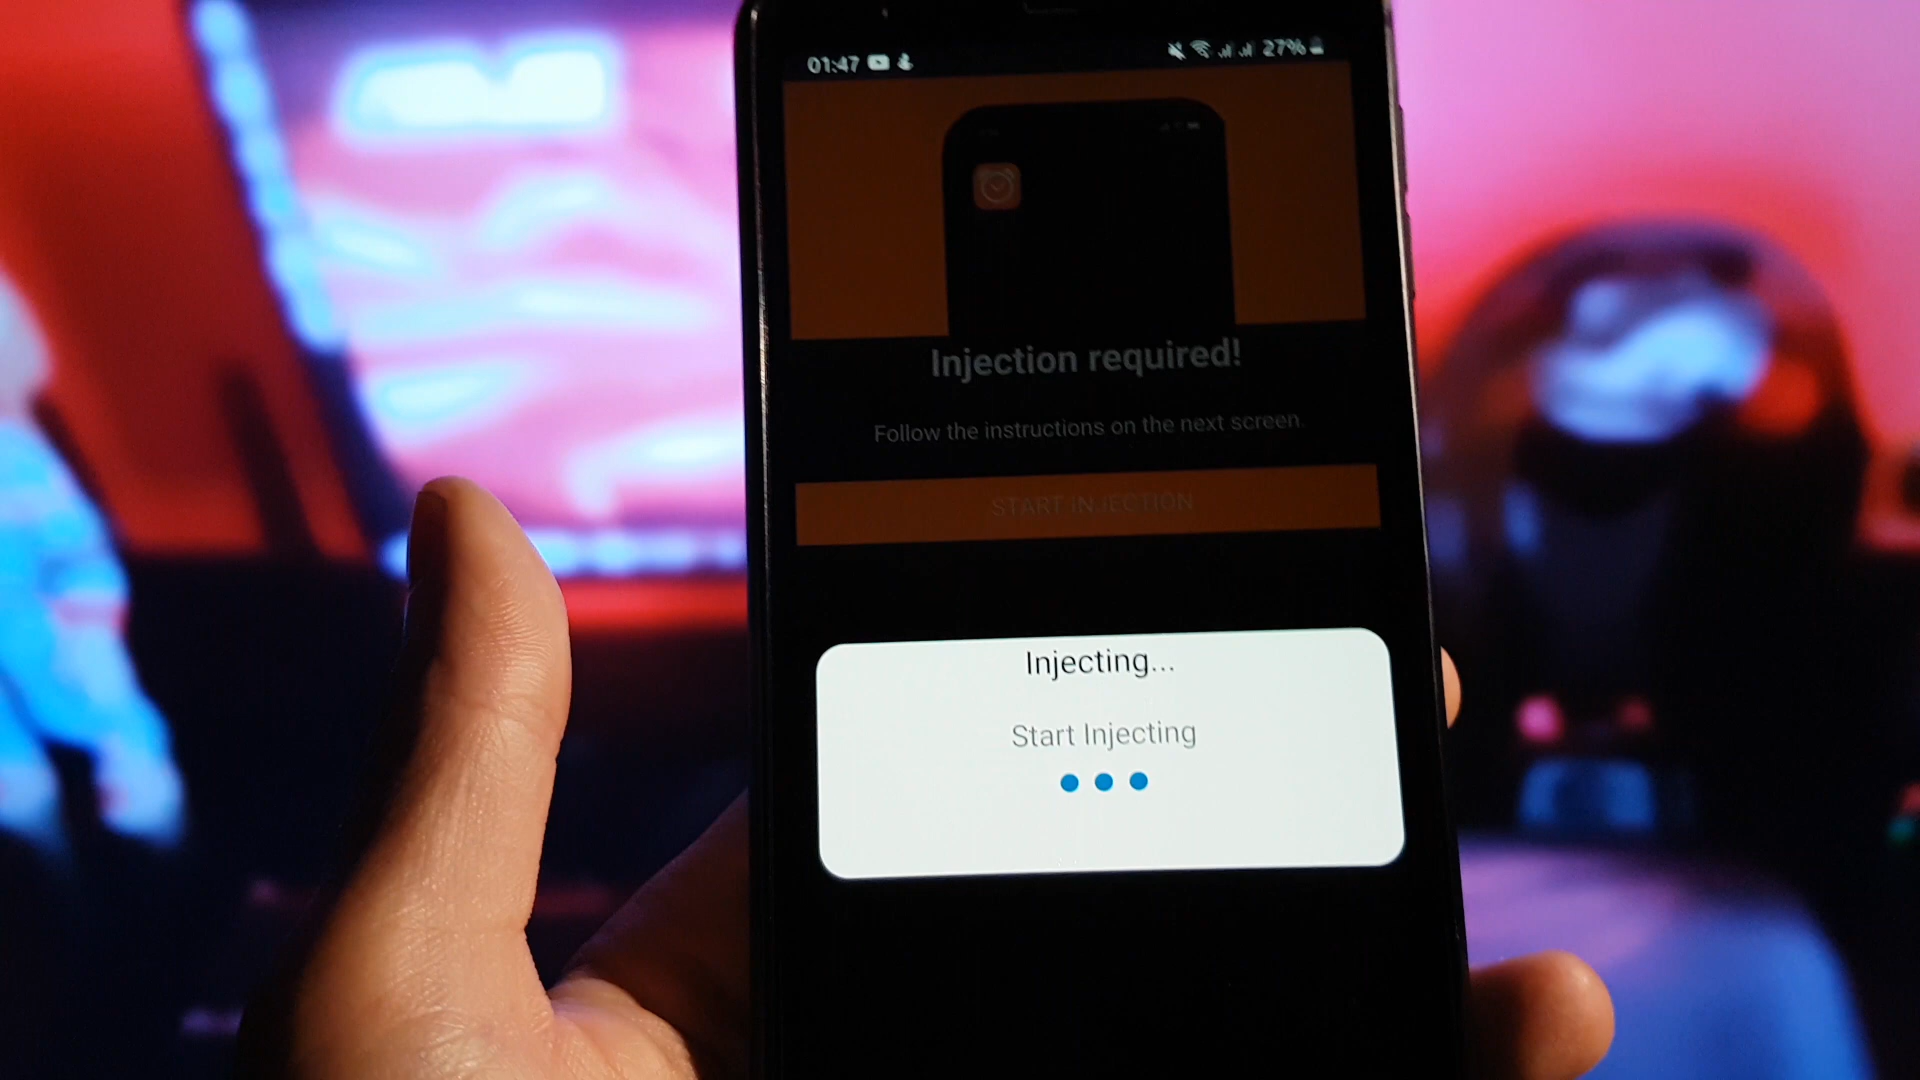 01:47 27%
Injection required!
Follow the instructions on the next screen.
START INJECTION
Injecting...
Start Injecting